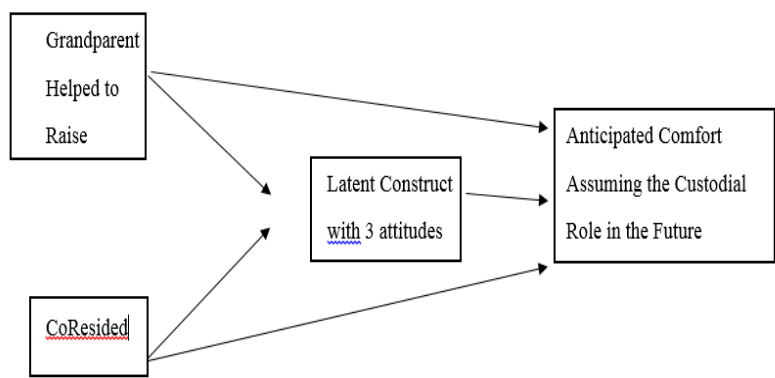 Grandparent
Helped to
Raise
Anticipated Comfort
Assuming the Custodial
Role in the Future
Latent Construct
with 3 attitudes
CoResided